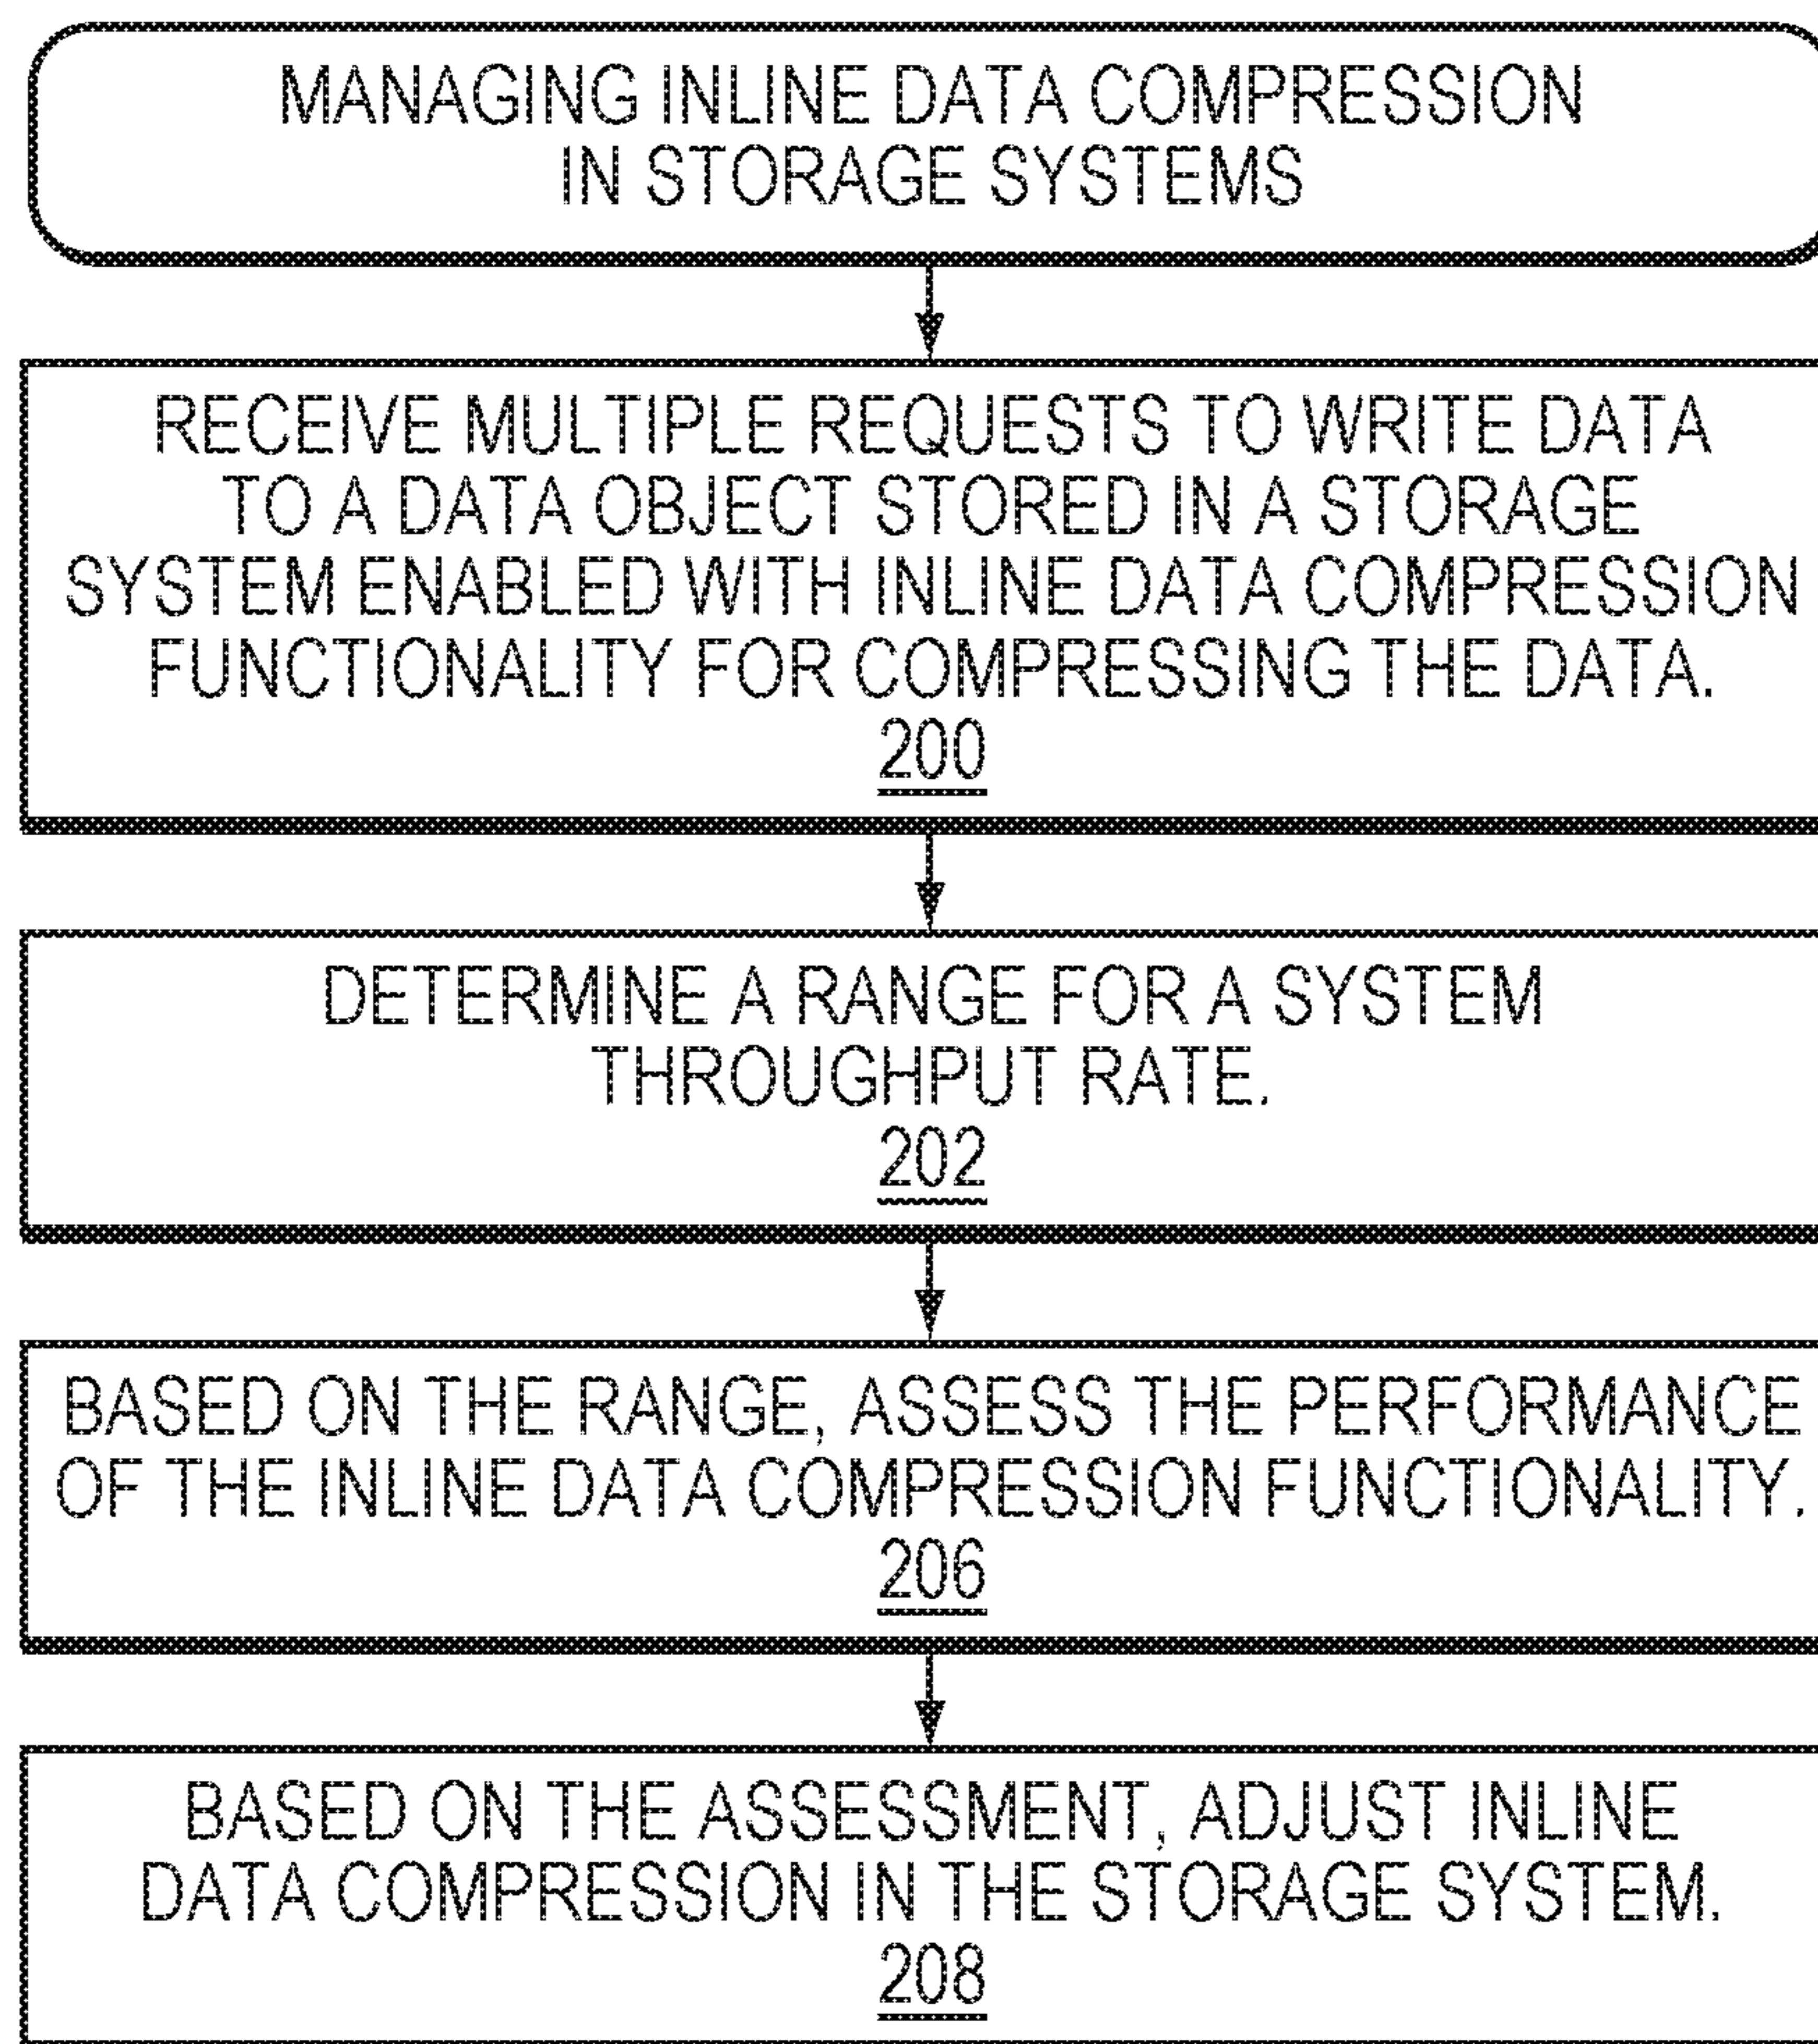 MANAGING INLINE DATA COMPRESSION
IN STORAGE SYSTEMS
RECEIVE MULTIPLE REQUESTS TO WRITE DATA
TO A DATA OBJECT STORED IN A STORAGE
SYSTEM ENABLED WITH INLINE DATA COMPRESSION
FUNCTIONALITY FOR COMPRESSING THE DATA.
200
DETERMINE A RANGE FOR A SYSTEM
THROUGHPUT RATE.
202
BASED ON THE RANGE, ASSESS THE PERFORMANCE
OF THE INLINE DATA COMPRESSION FUNCTIONALITY.
206
BASED ON THE ASSESSMENT, ADJUST INLINE
DATA COMPRESSION IN THE STORAGE SYSTEM.
208